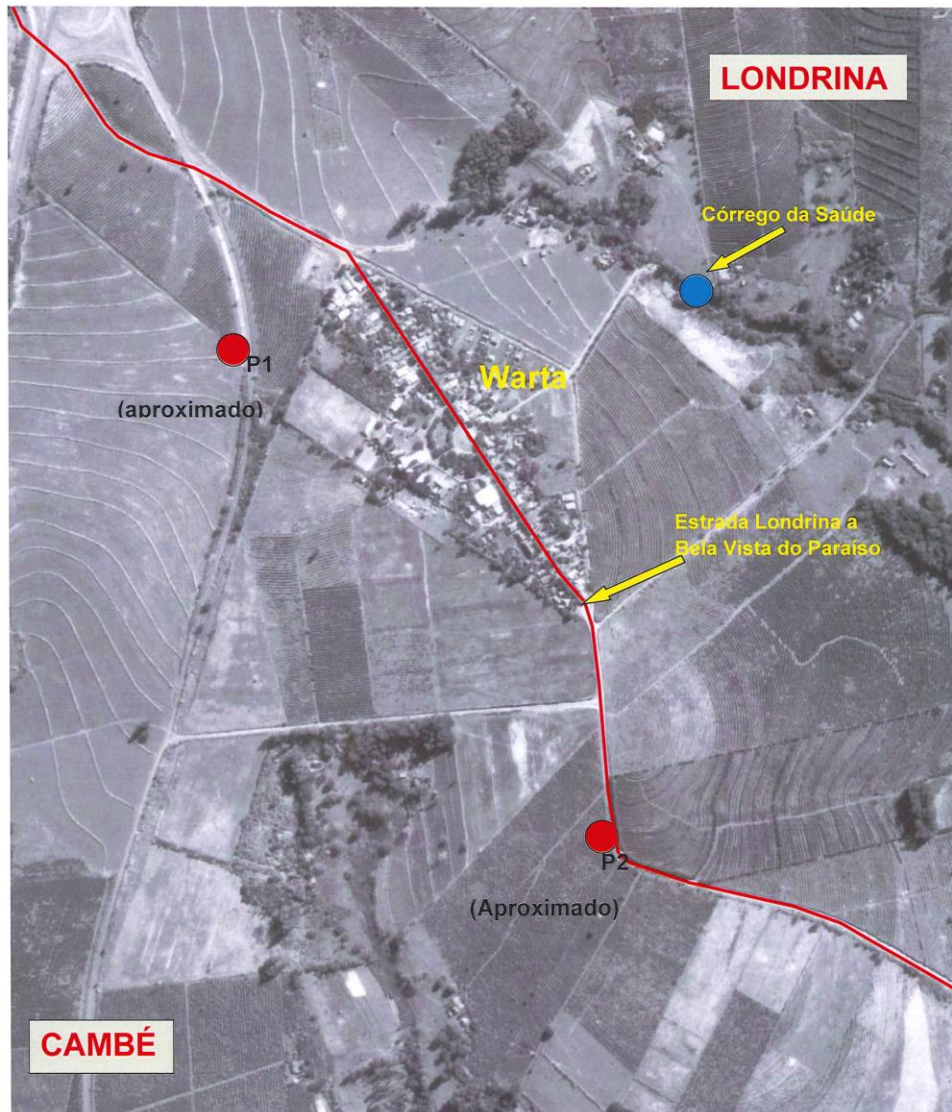 LONDRINA
Córrego da Saúde
P1
(aproximado)
Warta
Estrada Londrina a
Bela Vista do Paraíso
P2
(Aproximado)
CAMBÉ